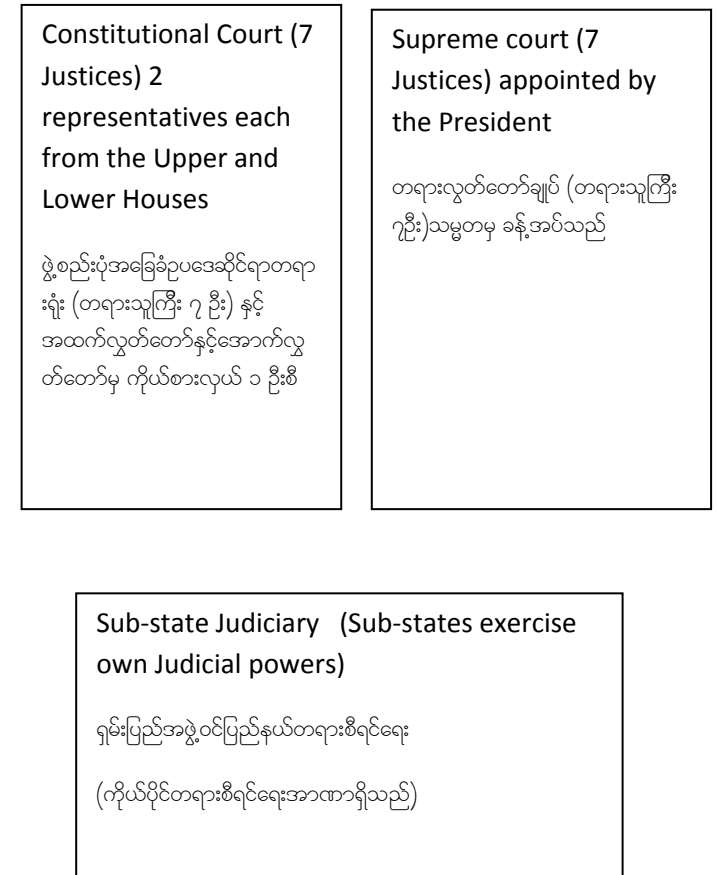 Constitutional Court (7
Justices) 2
representatives each
from the Upper and
Lower Houses
ဖွဲ့စည်းပုံအခြေခံဥပဒေဆိုင်ရာတရာ
းရုံး (တရားသူကြီး ၇ ဦး) နှင့်
အထက်လွှတ်တော်နှင့်အောက်လွှ
တ်တော်မှ ကိုယ်စားလှယ် ၁ ဦးစီ
Supreme court (7
Justices) appointed by
the President
တရားလွှတ်တော်ချုပ် (တရားသူကြီး
၇ဦး)သမ္မတမှ ခန့်အပ်သည်
Sub-state Judiciary (Sub-states exercise
own Judicial powers)
ရှမ်းပြည်အဖွဲ့ဝင်ပြည်နယ်တရားစီရင်ရေး
(ကိုယ်ပိုင်တရားစီရင်ရေးအာဏာရှိသည်)